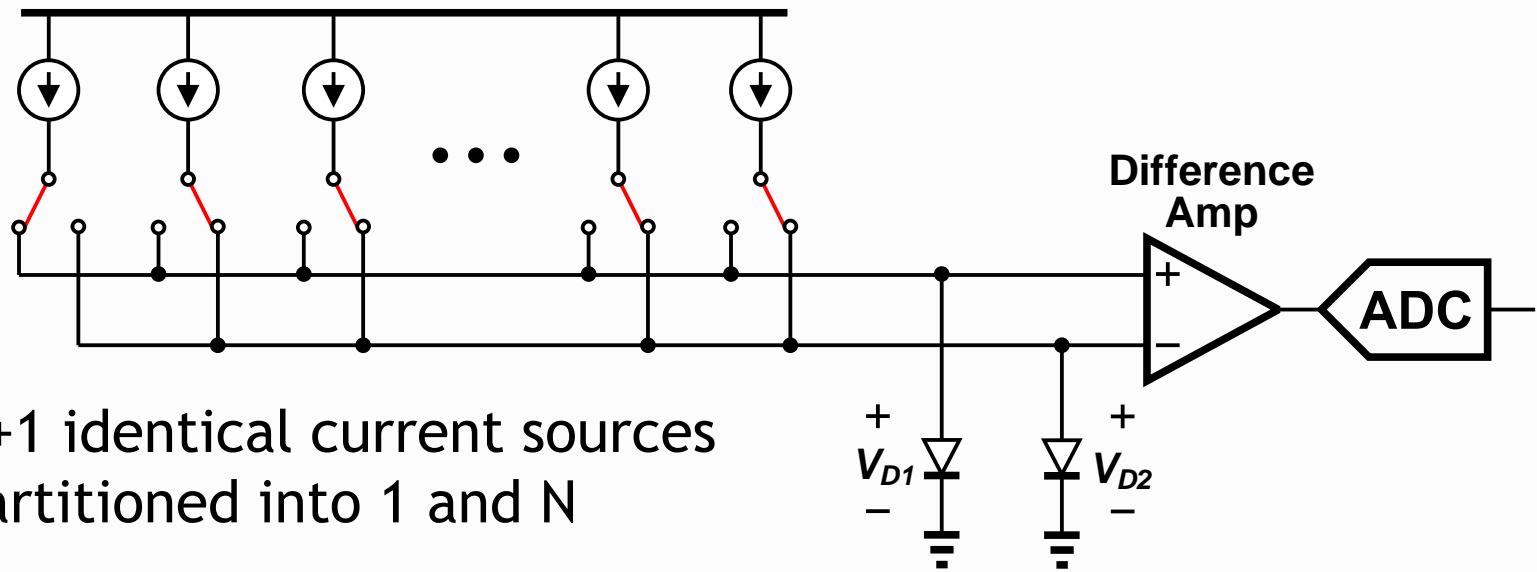 Difference
Amp
+
−
ADC
+1 identical current sources
artitioned into 1 and N
+
V_D1
−
+
V_D2
−